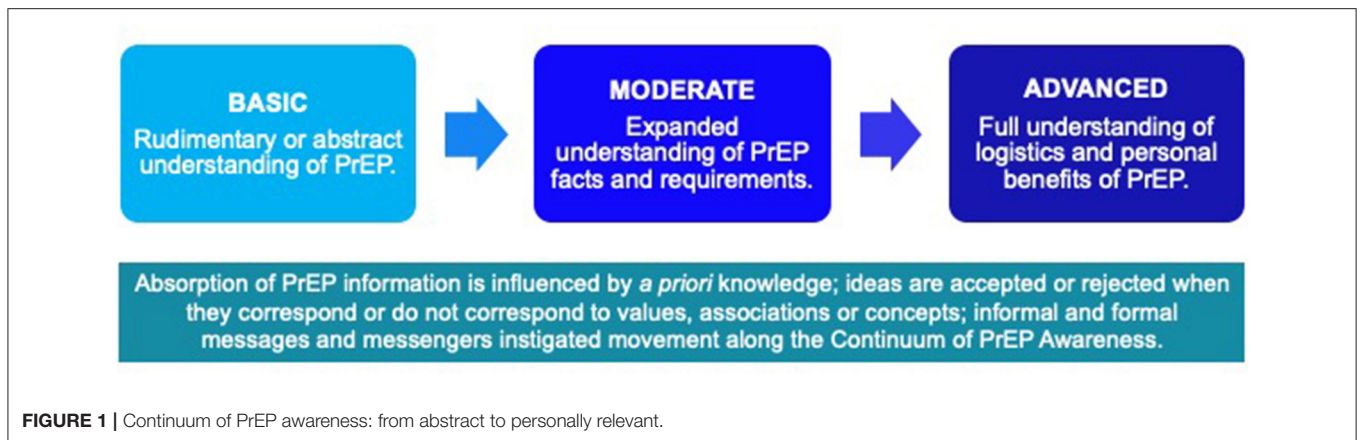 BASIC
Rudimentary or abstract
understanding of PrEP.
MODERATE
Expanded
understanding of PrEP
facts and requirements.
ADVANCED
Full understanding of
logistics and personal
benefits of PrEP.
Absorption of PrEP information is influenced by a priori knowledge; ideas are accepted or rejected when
they correspond or do not correspond to values, associations or concepts; informal and formal
messages and messengers instigated movement along the Continuum of PrEP Awareness.
FIGURE 1 | Continuum of PrEP awareness: from abstract to personally relevant.